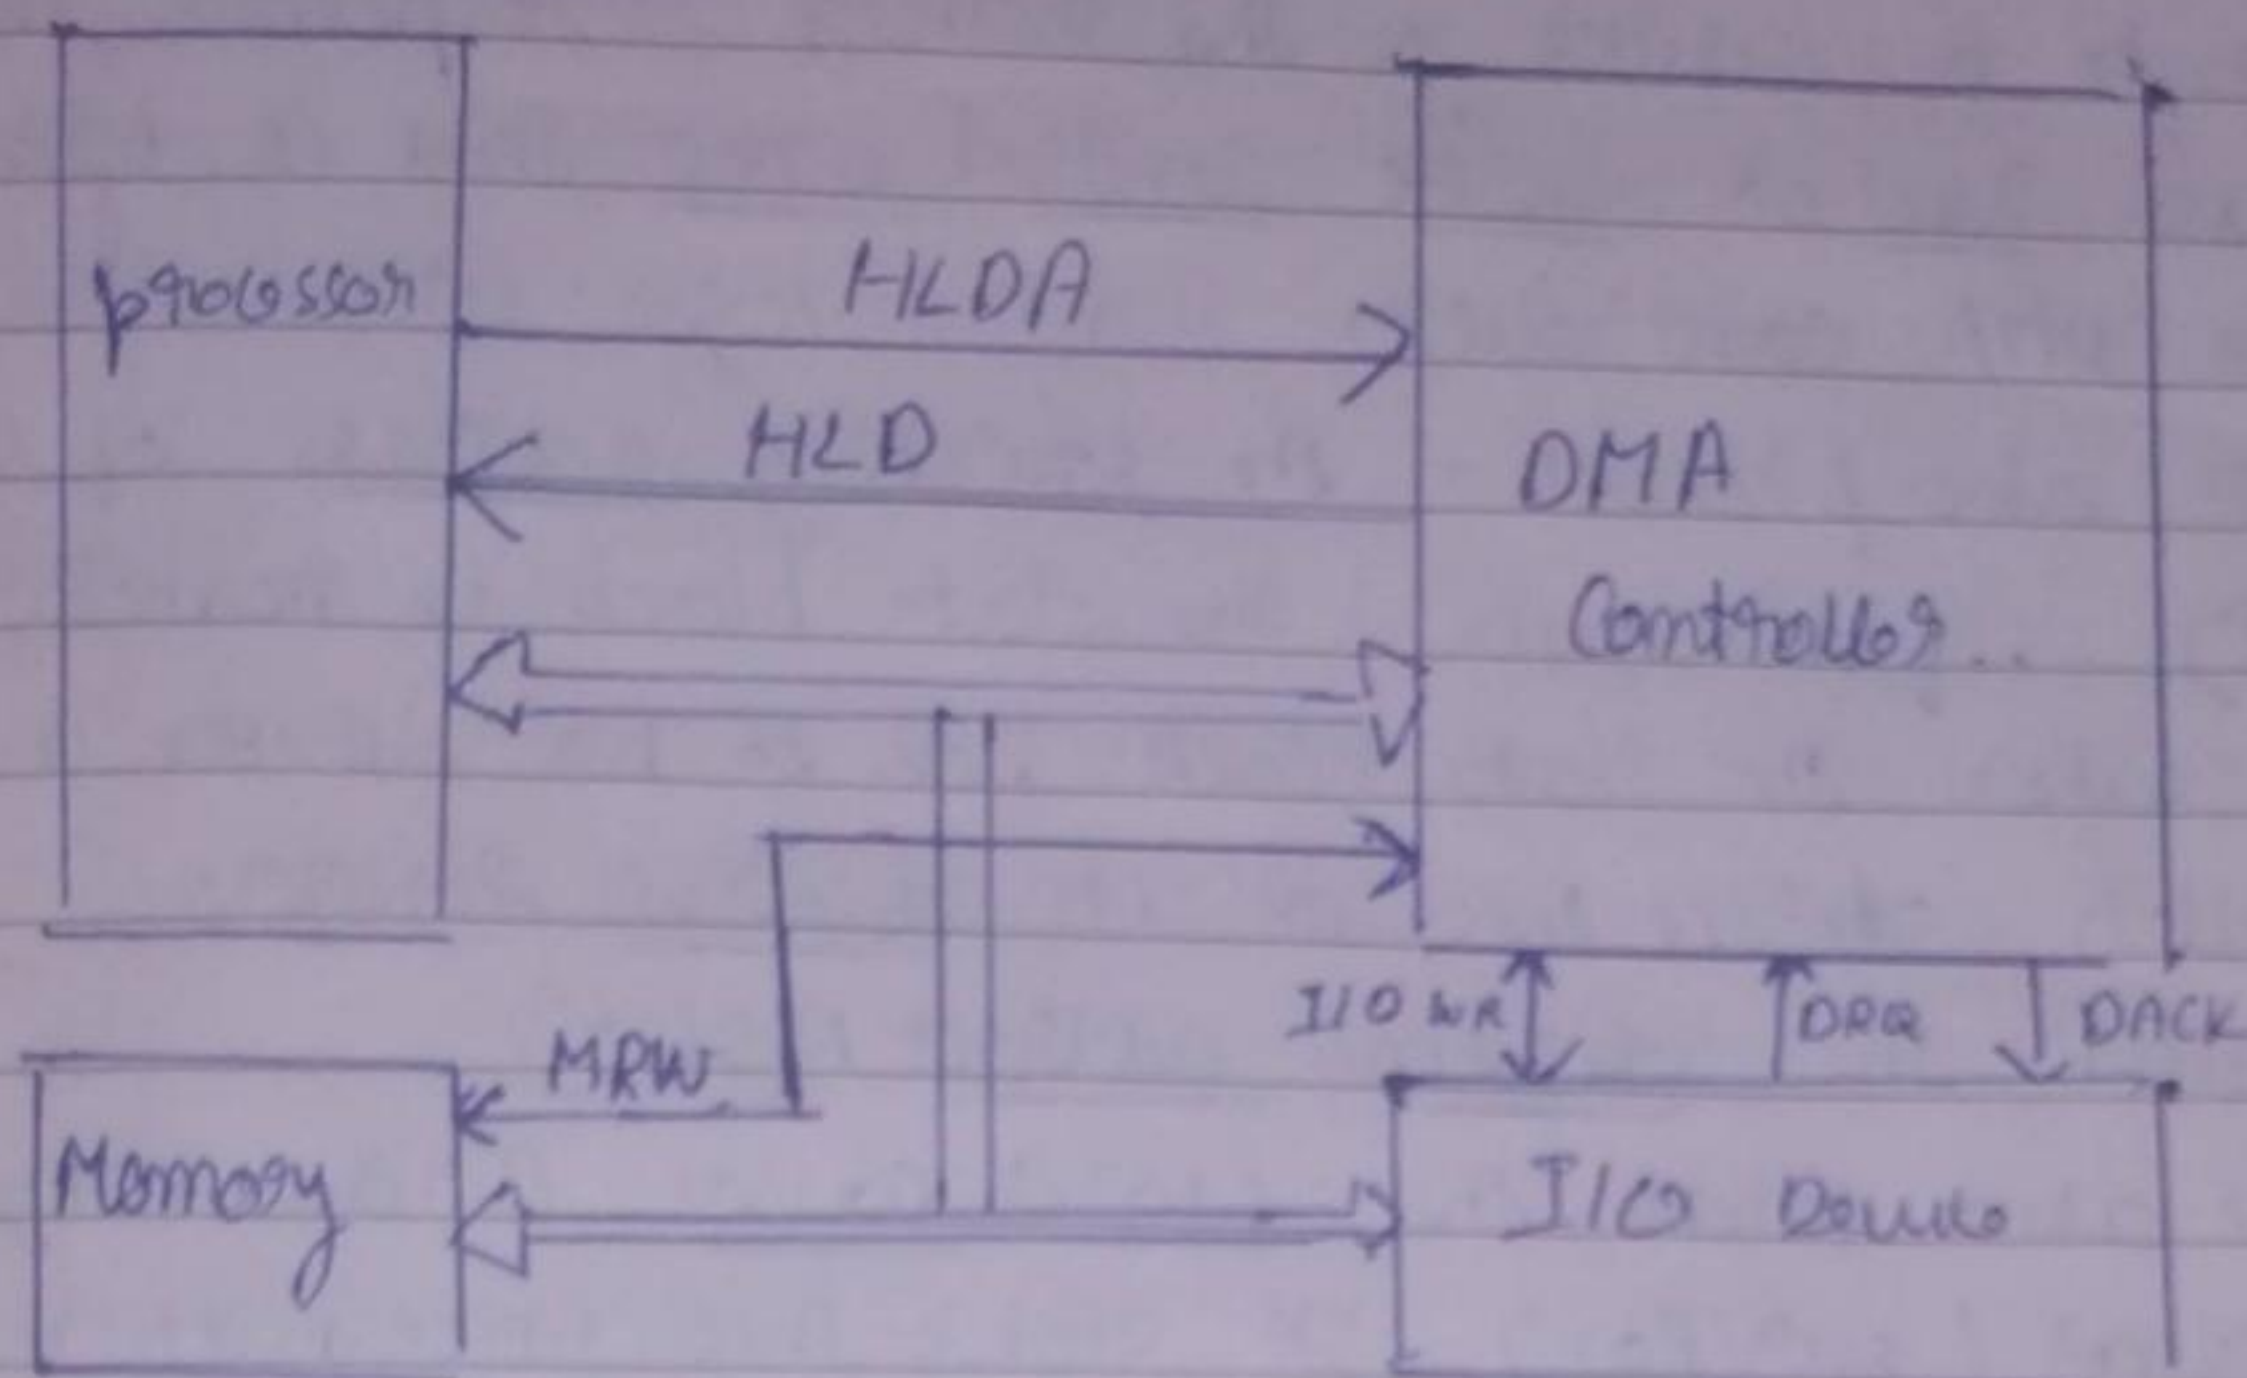 HLDA
processor
HLD
DMA
Controller
I/O WR
DRQ
DACK
MRW
Memory
I/O Device